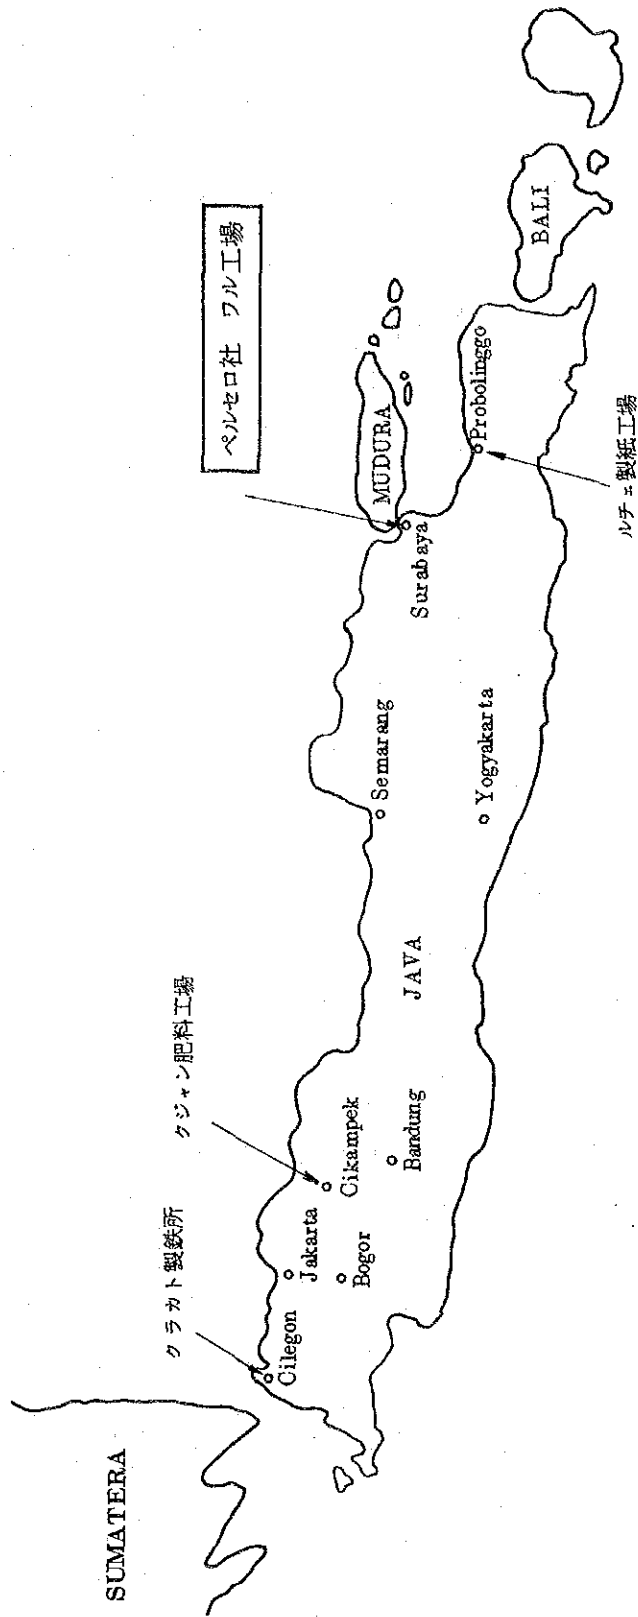 SUMATERA
クラカト製鉄所
Cilegon
Jakarta
Bogor
クジャン肥料工場
Cikampek
Bandung
JAVA
Semarang
Yogyakarta
ペルセロ社 ワル工場
MUDURA
Surabaya
Probolinggo
ルチェ製紙工場
BALI